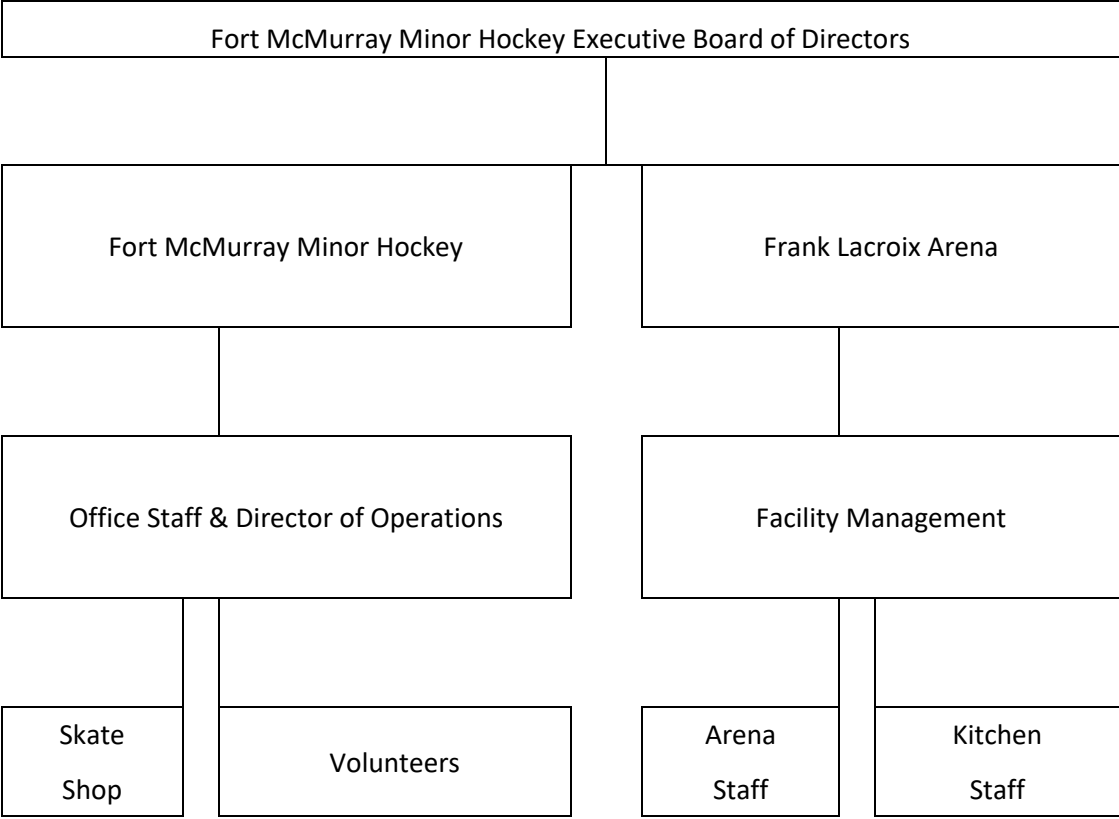 Fort McMurray Minor Hockey Executive Board of Directors
Fort McMurray Minor Hockey
Frank Lacroix Arena
Office Staff & Director of Operations
Facility Management
Skate
Shop
Volunteers
Arena
Staff
Kitchen
Staff